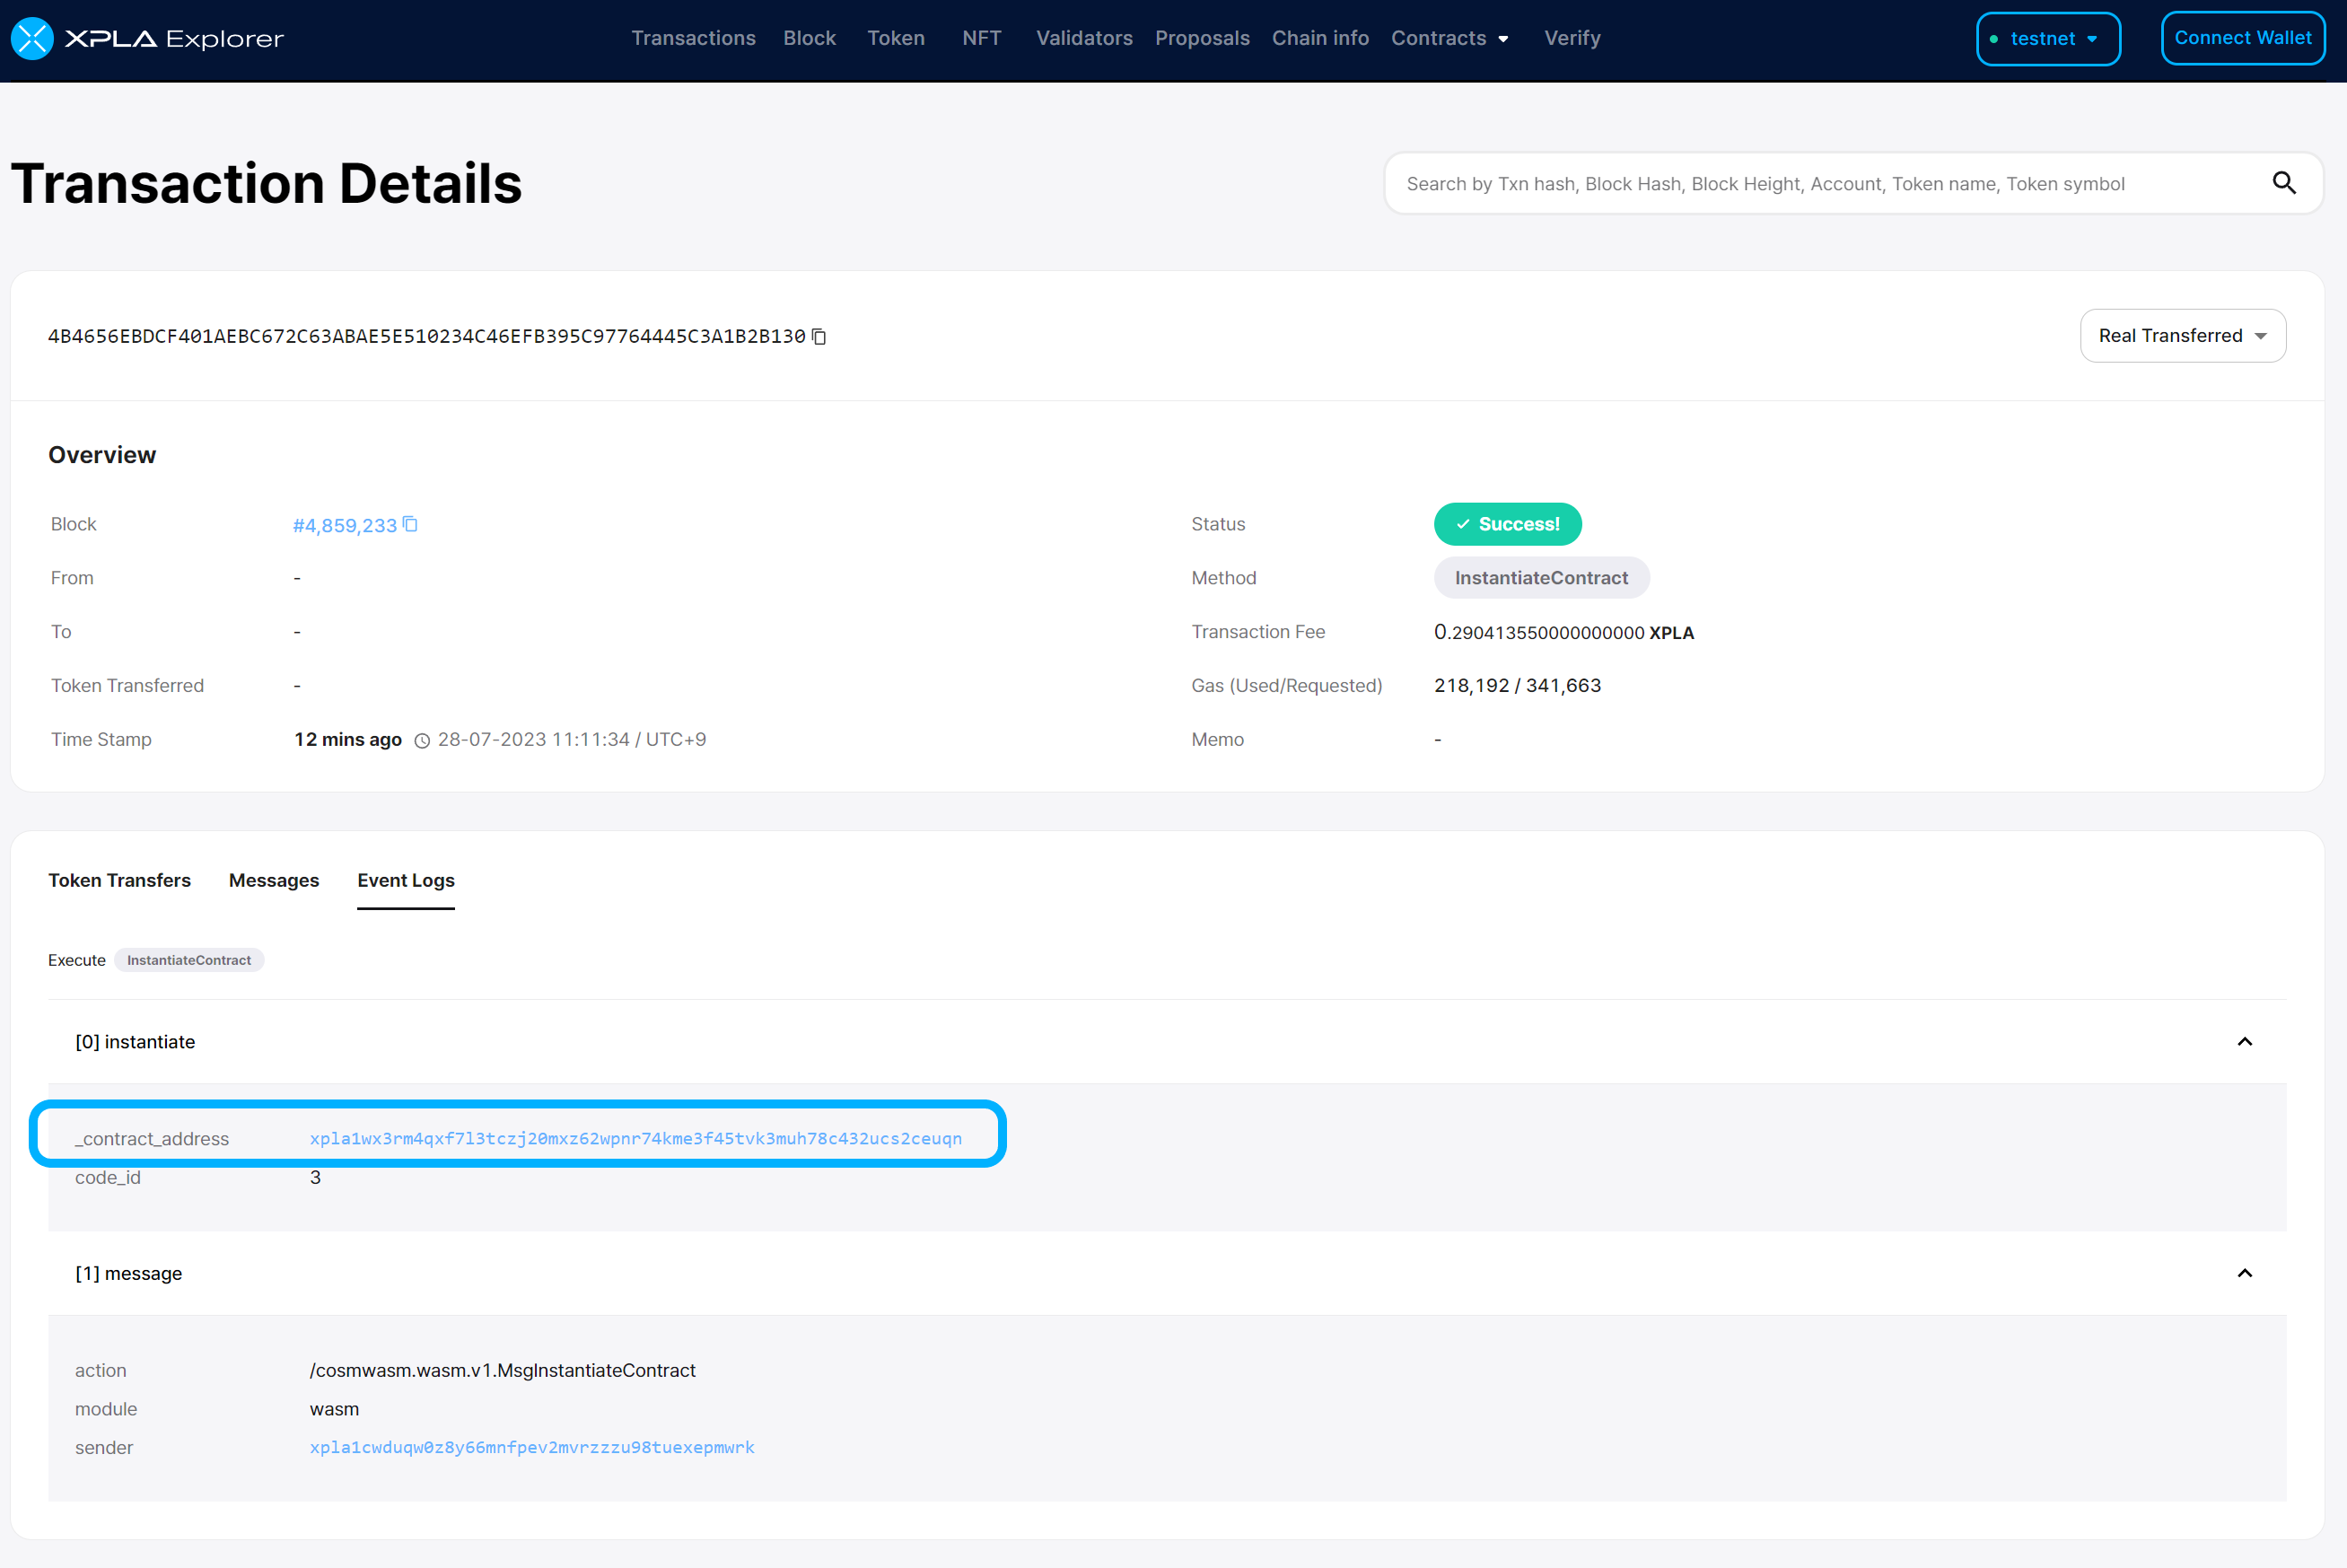 XPLA Explorer
Transactions Block Token NFT Validators Proposals Chain info Contracts Verify
testnet
Connect Wallet
Transaction Details
Search by Txn hash, Block Hash, Block Height, Account, Token name, Token symbol
4B4656EBDCF401AEBC672C63ABAE5E510234C46EFB395C97764445C3A1B2B130
Real Transferred
Overview
Block #4,859,233
Status Success!
From -
Method InstantiateContract
To -
Transaction Fee 0.290413550000000000 XPLA
Token Transferred -
Gas (Used/Requested) 218,192 / 341,663
Time Stamp 12 mins ago 28-07-2023 11:11:34 / UTC+9
Memo -
Token Transfers Messages Event Logs
Execute InstantiateContract
[0] instantiate
_contract_address xpla1wx3rm4qxf7l3tczj20mxz62wpnr74kme3f45tvk3muh78c432ucs2ceuqn
code_id 3
[1] message
action /cosmwasm.wasm.v1.MsgInstantiateContract
module wasm
sender xpla1cwduqw0z8y66mnfpev2mvrzzzu98tuexepmwrk